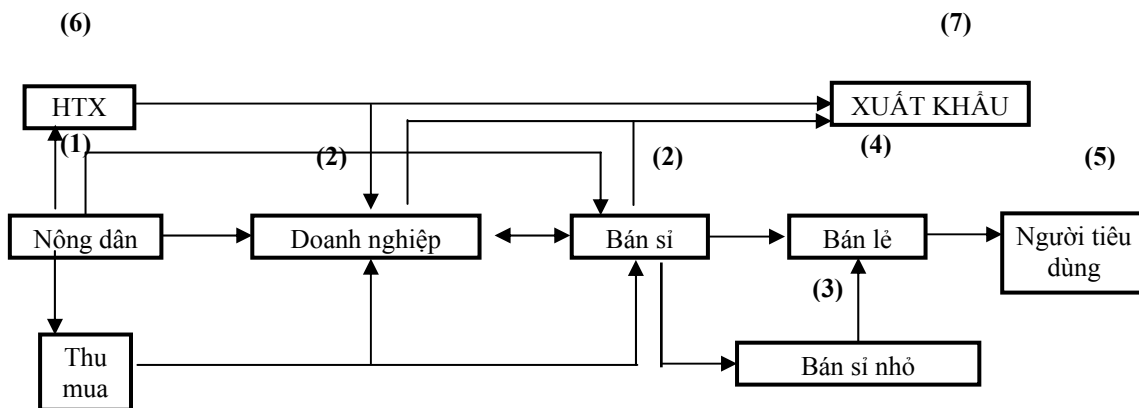 (6) (7)
HTX XUẤT KHẨU
(1) (2) (2) (4) (5)
Nông dân Doanh nghiệp Bán sỉ Bán lẻ Người tiêu
dùng
(3)
Thu
mua
Bán sỉ nhỏ